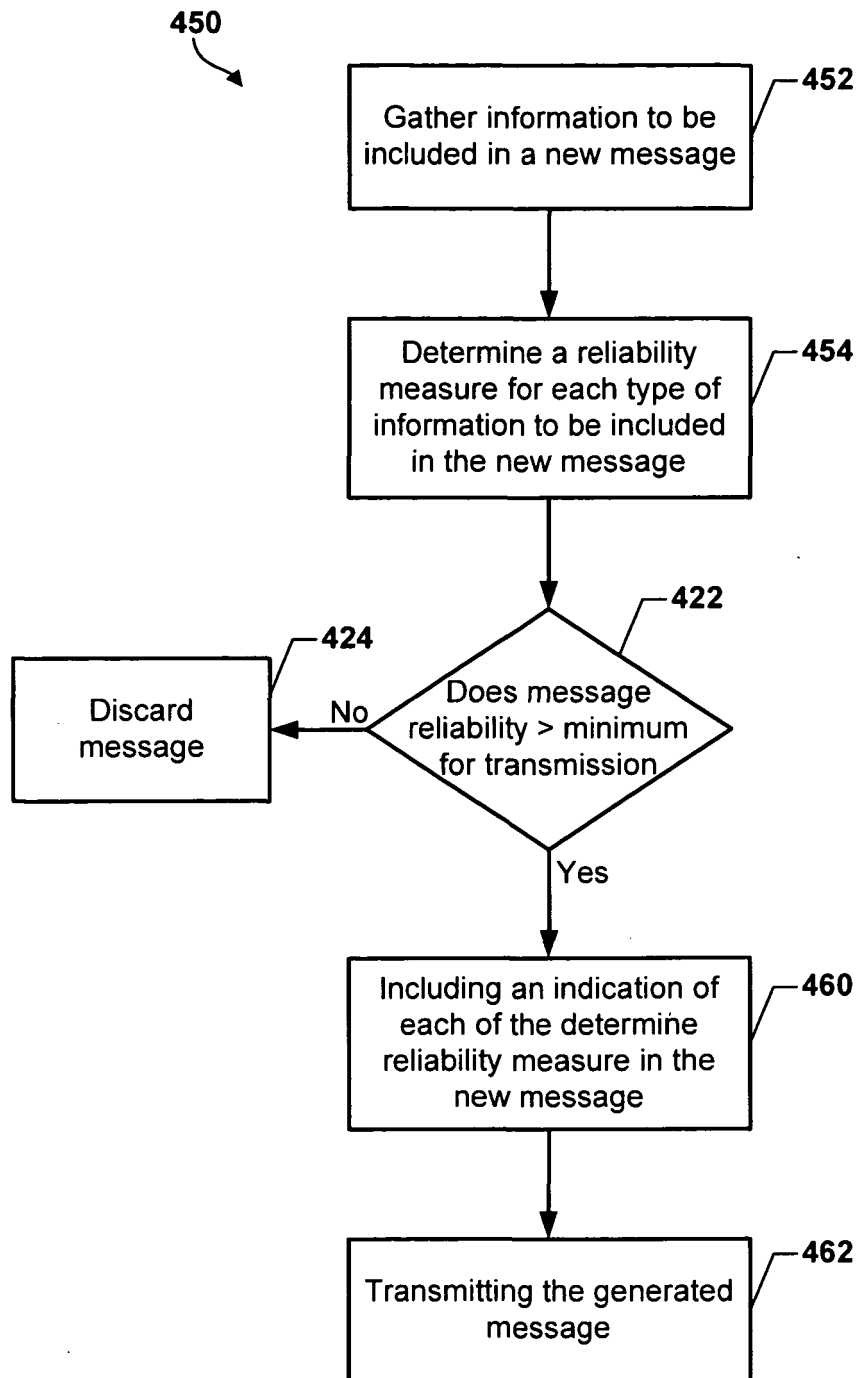 450
452
Gather information to be
included in a new message
454
Determine a reliability
measure for each type of
information to be included
in the new message
422
424
Does message
reliability > minimum
for transmission
No
Discard
message
Yes
460
Including an indication of
each of the determine
reliability measure in the
new message
462
Transmitting the generated
message